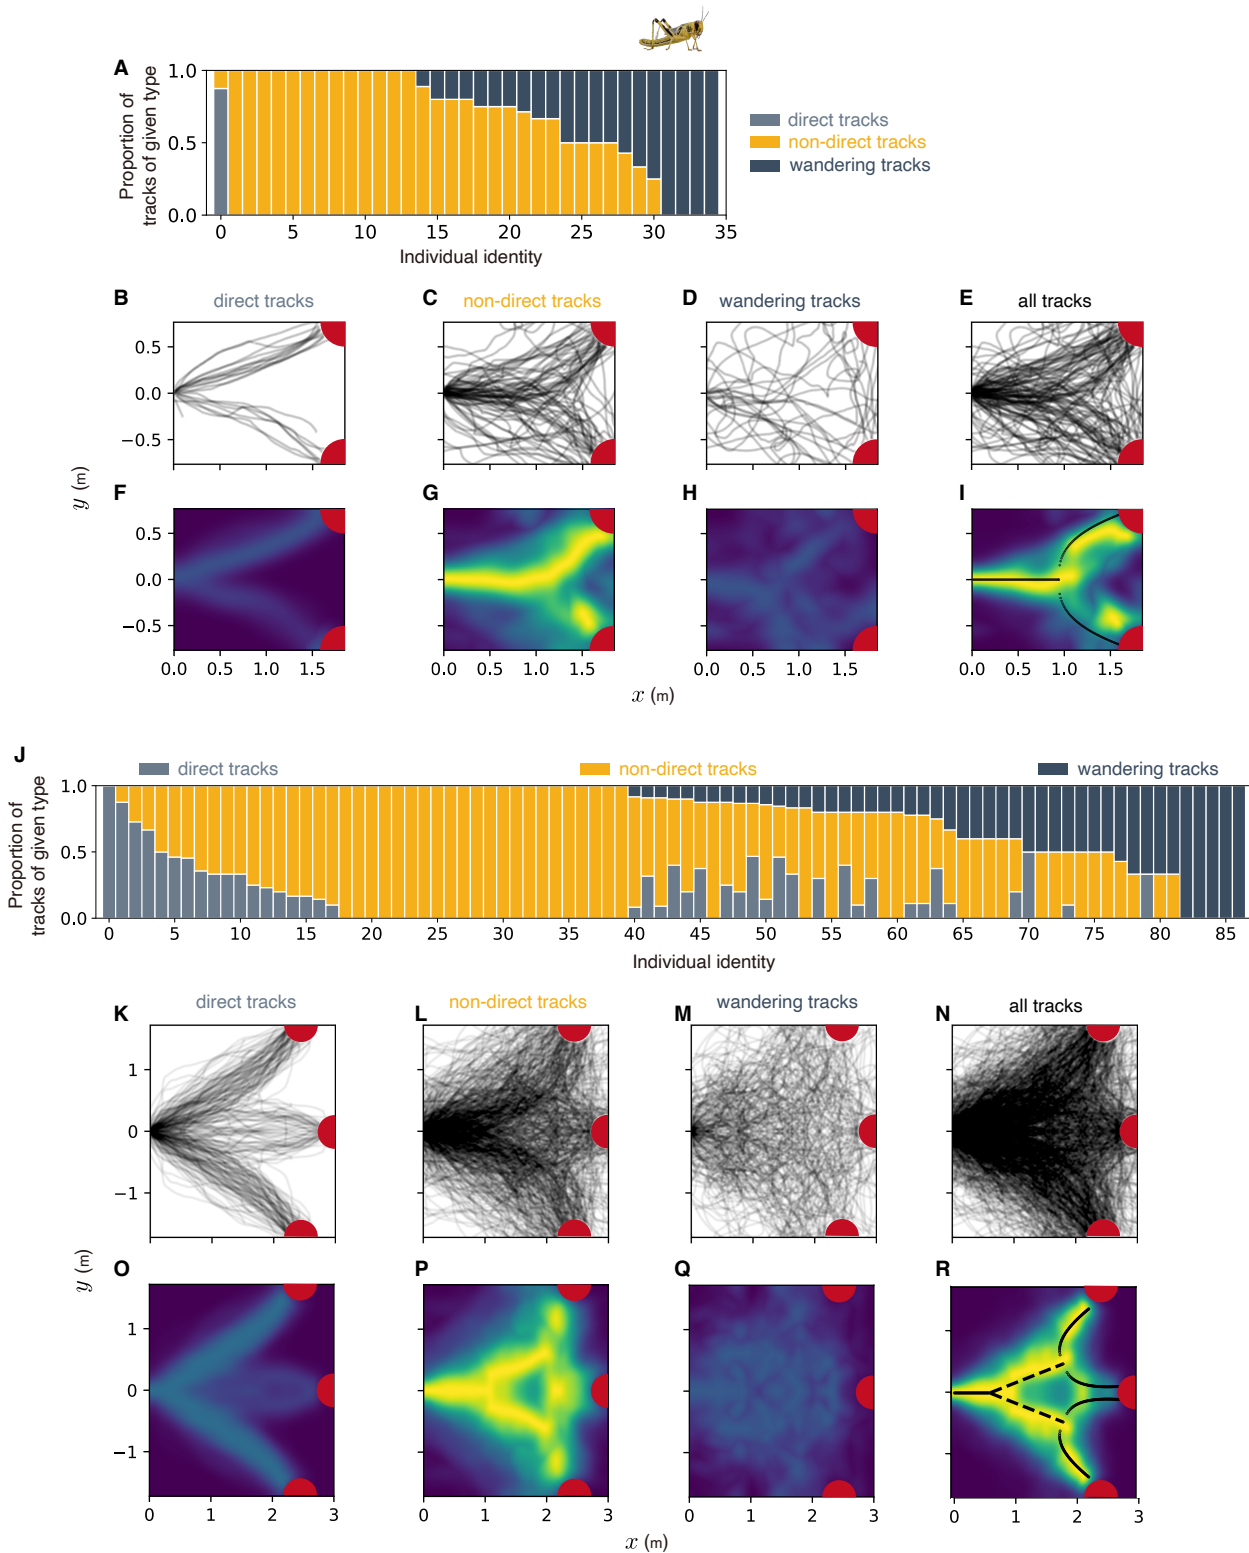 A
1.0
0.5
0.0
Proportion of
tracks of given type
0 5 10 15 20 25 30 35
Individual identity
direct tracks
non-direct tracks
wandering tracks
B direct tracks
C non-direct tracks
D wandering tracks
E all tracks
0.5
0.0
−0.5
y (m)
F
G
H
I
0.5
0.0
−0.5
0.0 0.5 1.0 1.5
0.0 0.5 1.0 1.5
0.0 0.5 1.0 1.5
0.0 0.5 1.0 1.5
x (m)
J
direct tracks
non-direct tracks
wandering tracks
1.0
0.5
0.0
Proportion of
tracks of given type
0 5 10 15 20 25 30 35 40 45 50 55 60 65 70 75 80 85
Individual identity
K direct tracks
L non-direct tracks
M wandering tracks
N all tracks
1
0
−1
y (m)
O
P
Q
R
1
0
−1
0 1 2 3
0 1 2 3
0 1 2 3
0 1 2 3
x (m)